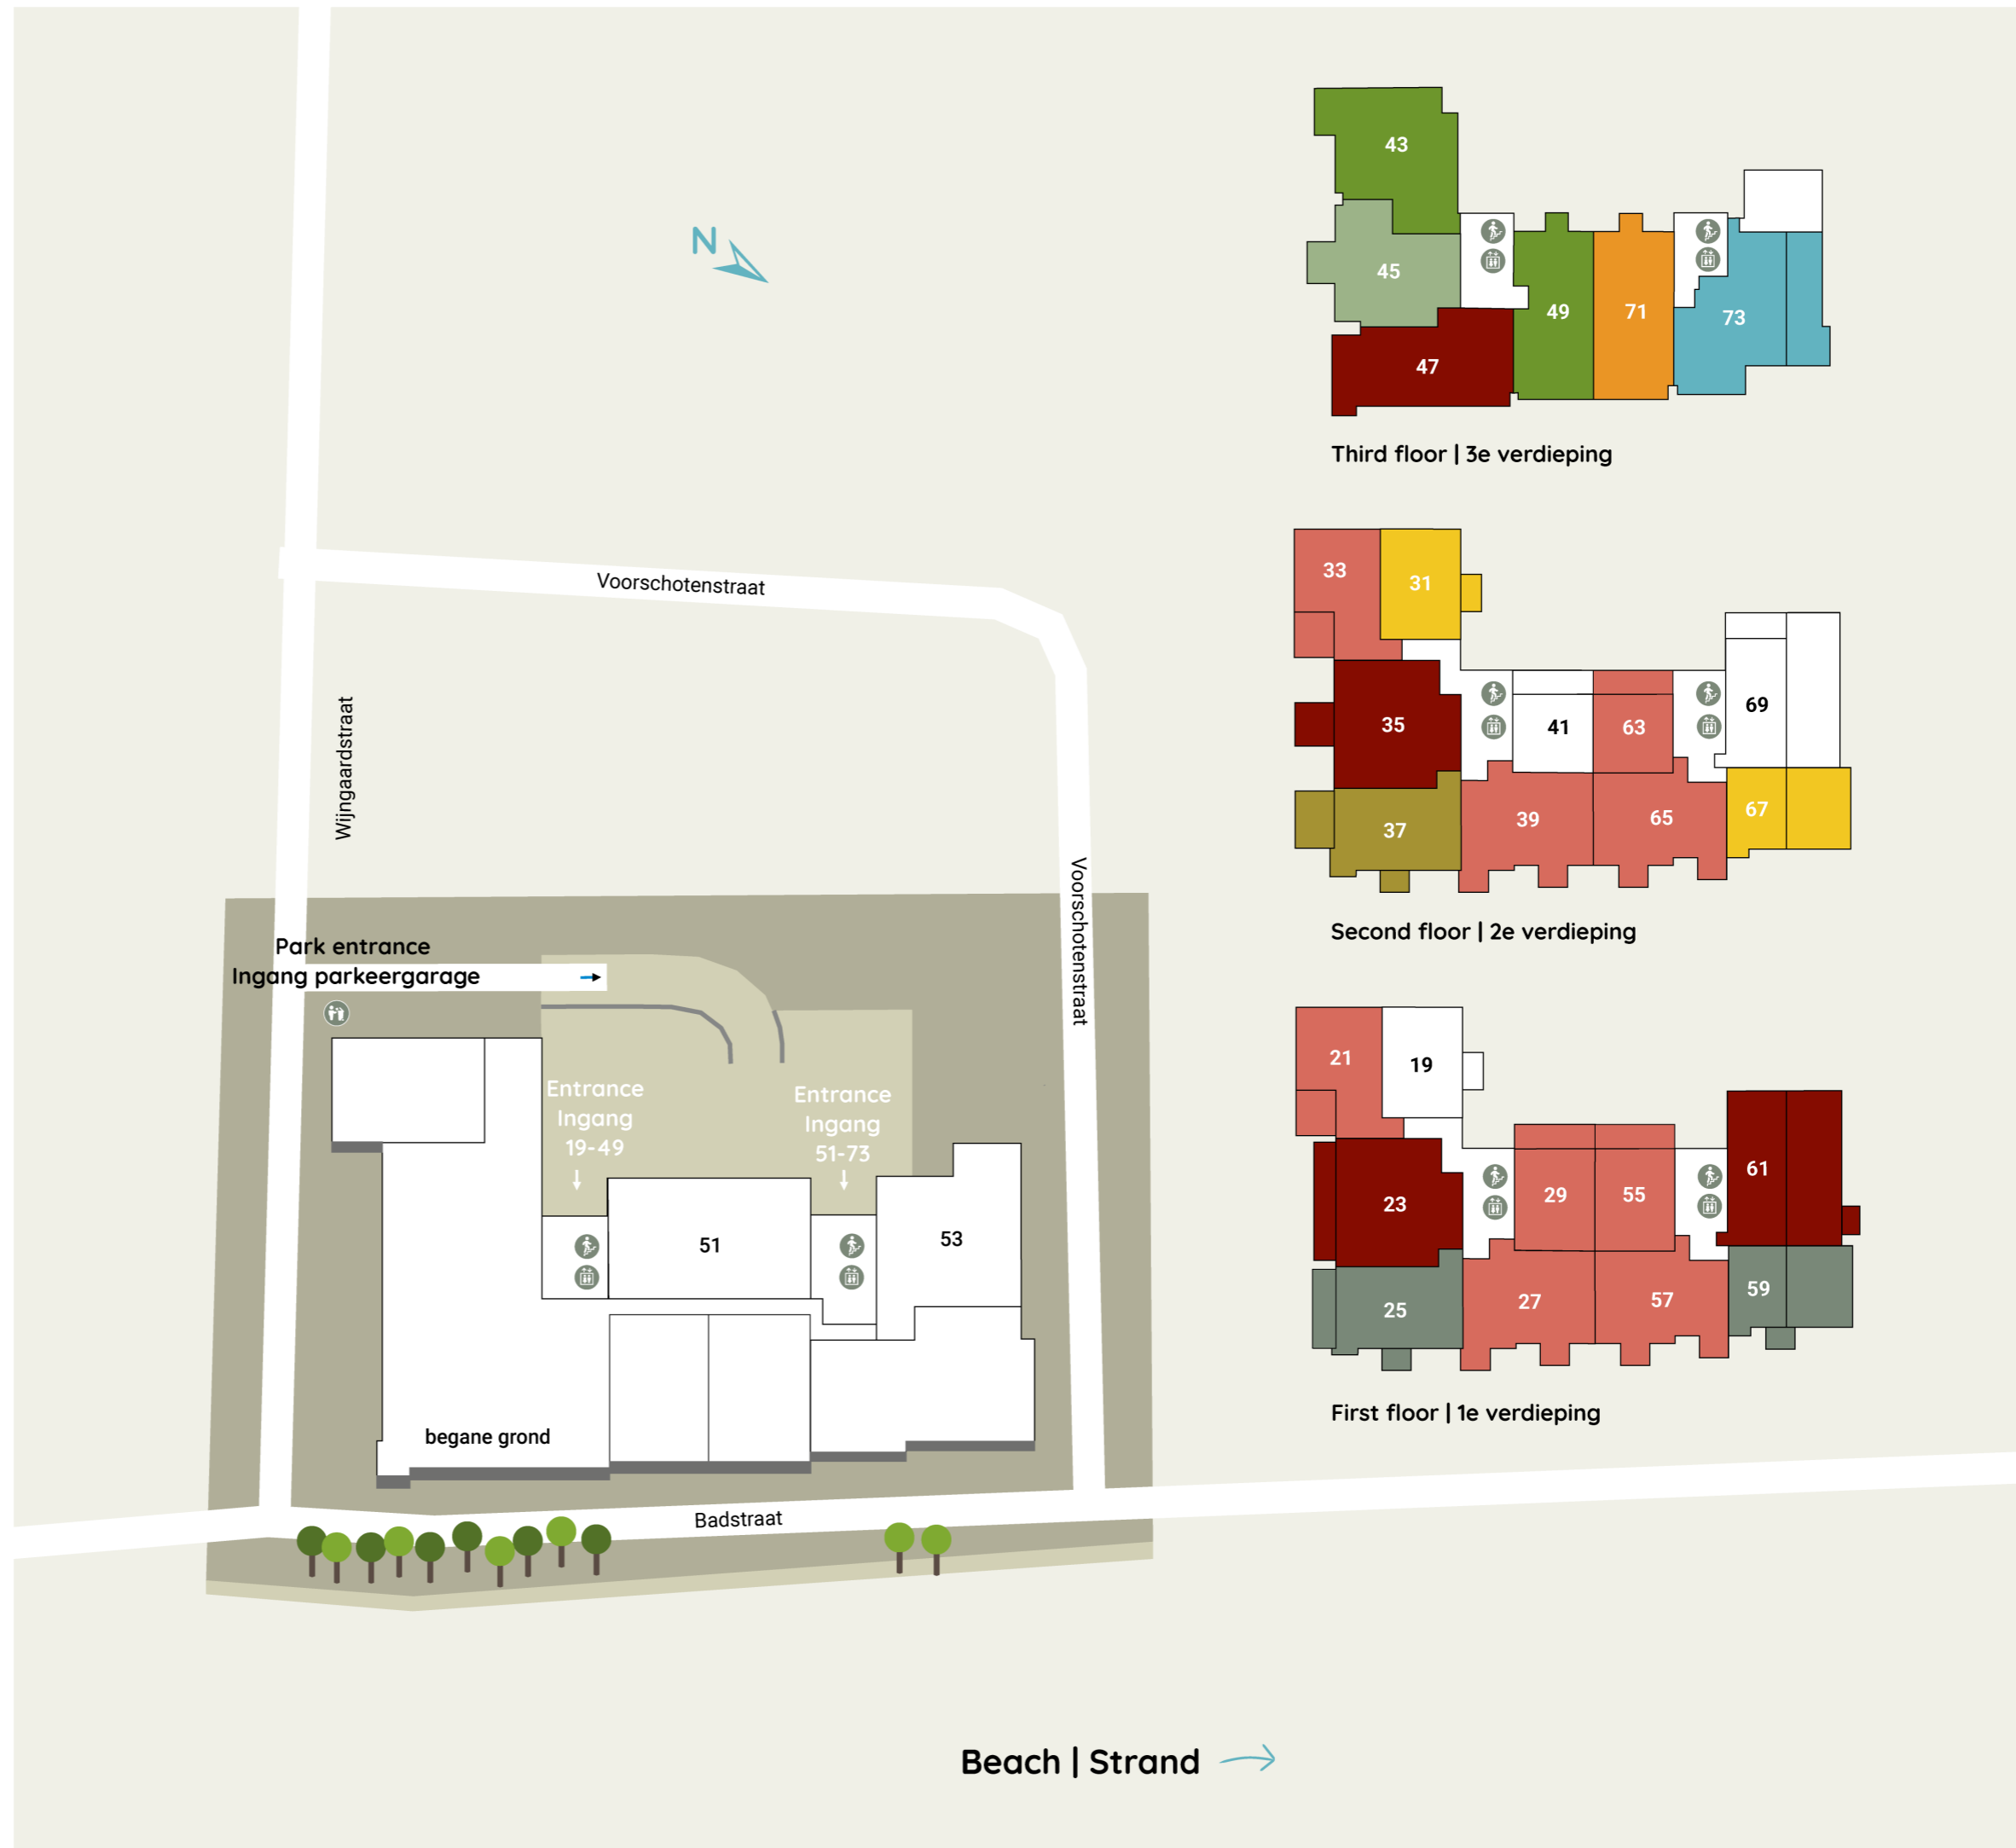 N
Voorschotenstraat
Wijngaardstraat
Voorschotenstraat
Park entrance
Ingang parkeergarage
Entrance
Ingang
19-49
Entrance
Ingang
51-73
51
53
begane grond
Badstraat
43
45
47
49
71
73
Third floor | 3e verdieping
33
31
35
41
63
69
37
39
65
67
Second floor | 2e verdieping
21
19
23
29
55
61
25
27
57
59
First floor | 1e verdieping
Beach | Strand